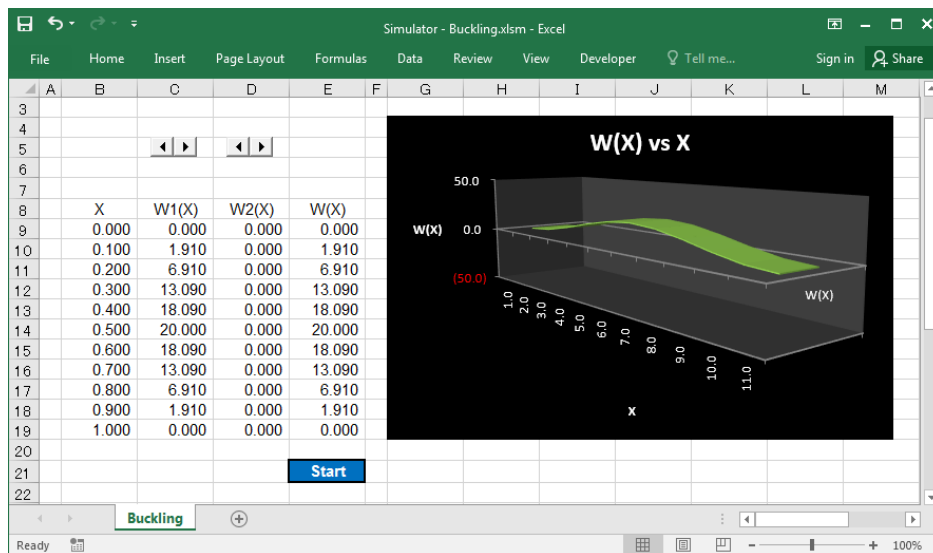 Simulator - Buckling.xlsm - Excel
File Home Insert Page Layout Formulas Data Review View Developer Tell me... Sign in Share
A B C D E F G H I J K L M
3
4
5
6
7
8 X W1(X) W2(X) W(X)
9 0.000 0.000 0.000 0.000
10 0.100 1.910 0.000 1.910
11 0.200 6.910 0.000 6.910
12 0.300 13.090 0.000 13.090
13 0.400 18.090 0.000 18.090
14 0.500 20.000 0.000 20.000
15 0.600 18.090 0.000 18.090
16 0.700 13.090 0.000 13.090
17 0.800 6.910 0.000 6.910
18 0.900 1.910 0.000 1.910
19 1.000 0.000 0.000 0.000
20
21 Start
22
W(X) vs X
50.0
W(X) 0.0
(50.0)
W(X)
1.0 2.0 3.0 4.0 5.0 6.0 7.0 8.0 9.0 10.0 11.0
X
Buckling
Ready 100%